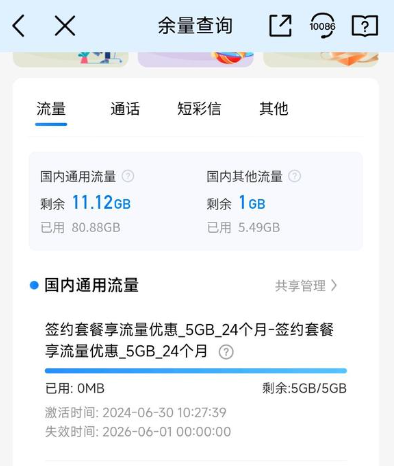 余量查询
10086
流量
通话
短彩信
其他
国内通用流量
国内其他流量
剩余 11.12GB
剩余 1GB
已用 80.88GB
已用 5.49GB
国内通用流量
共享管理
签约套餐享流量优惠_5GB_24个月-签约套餐
享流量优惠_5GB_24个月
已用: 0MB
剩余:5GB/5GB
激活时间: 2024-06-30 10:27:39
失效时间: 2026-06-01 00:00:00